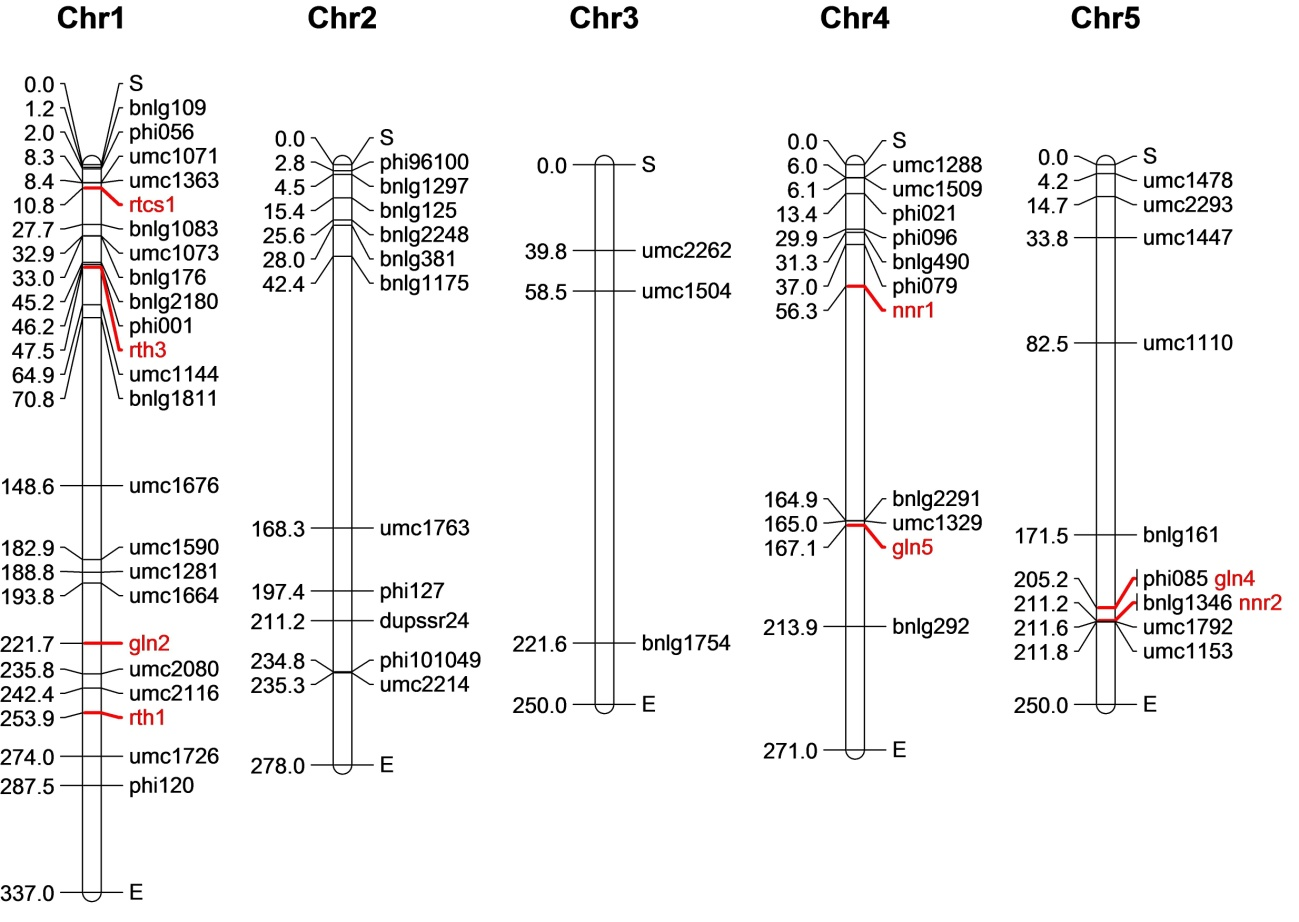 Chr1
0.0 S
1.2 bnlg109
2.0 phi056
8.3 umc1071
8.4 umc1363
10.8 rtcs1
27.7 bnlg1083
32.9 umc1073
33.0 bnlg176
45.2 bnlg2180
46.2 phi001
47.5 rth3
64.9 umc1144
70.8 bnlg1811
148.6 umc1676
182.9 umc1590
188.8 umc1281
193.8 umc1664
221.7 gln2
235.8 umc2080
242.4 umc2116
253.9 rth1
274.0 umc1726
287.5 phi120
337.0 E
Chr2
0.0 S
2.8 phi96100
4.5 bnlg1297
15.4 bnlg125
25.6 bnlg2248
28.0 bnlg381
42.4 bnlg1175
168.3 umc1763
197.4 phi127
211.2 dupssr24
234.8 phi101049
235.3 umc2214
278.0 E
Chr3
0.0 S
39.8 umc2262
58.5 umc1504
221.6 bnlg1754
250.0 E
Chr4
0.0 S
6.0 umc1288
6.1 umc1509
13.4 phi021
29.9 phi096
31.3 bnlg490
37.0 phi079
56.3 nnr1
164.9 bnlg2291
165.0 umc1329
167.1 gln5
213.9 bnlg292
271.0 E
Chr5
0.0 S
4.2 umc1478
14.7 umc2293
33.8 umc1447
82.5 umc1110
171.5 bnlg161
205.2 phi085 gln4
211.2 bnlg1346 nnr2
211.6 umc1792
211.8 umc1153
250.0 E